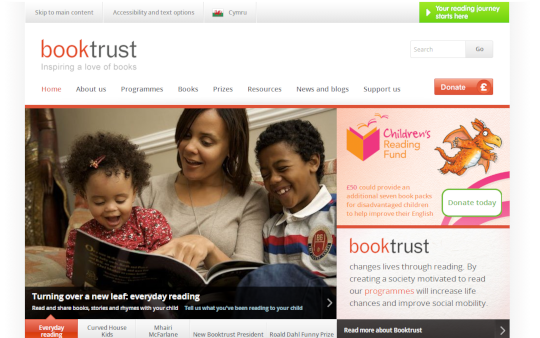 Skip to main content
Accessibility and text options
Cymru
Your reading journey
starts here
booktrust
Inspiring a love of books
Search
Go
Home
About us
Programmes
Books
Prizes
Resources
News and blogs
Support us
Donate £
Children's
Reading
Fund
£50 could provide an
additional seven book packs
for disadvantaged children
to help improve their English
Donate today
booktrust
changes lives through reading. By
creating a society motivated to read
our programmes will increase life
chances and improve social mobility.
Read more about Booktrust
Turning over a new leaf: everyday reading
Read and share books, stories and rhymes with your child
Tell us what you've been reading to your child
Everyday
reading
Curved House
Kids
Mhairi
McFarlane
New Booktrust President
Roald Dahl Funny Prize